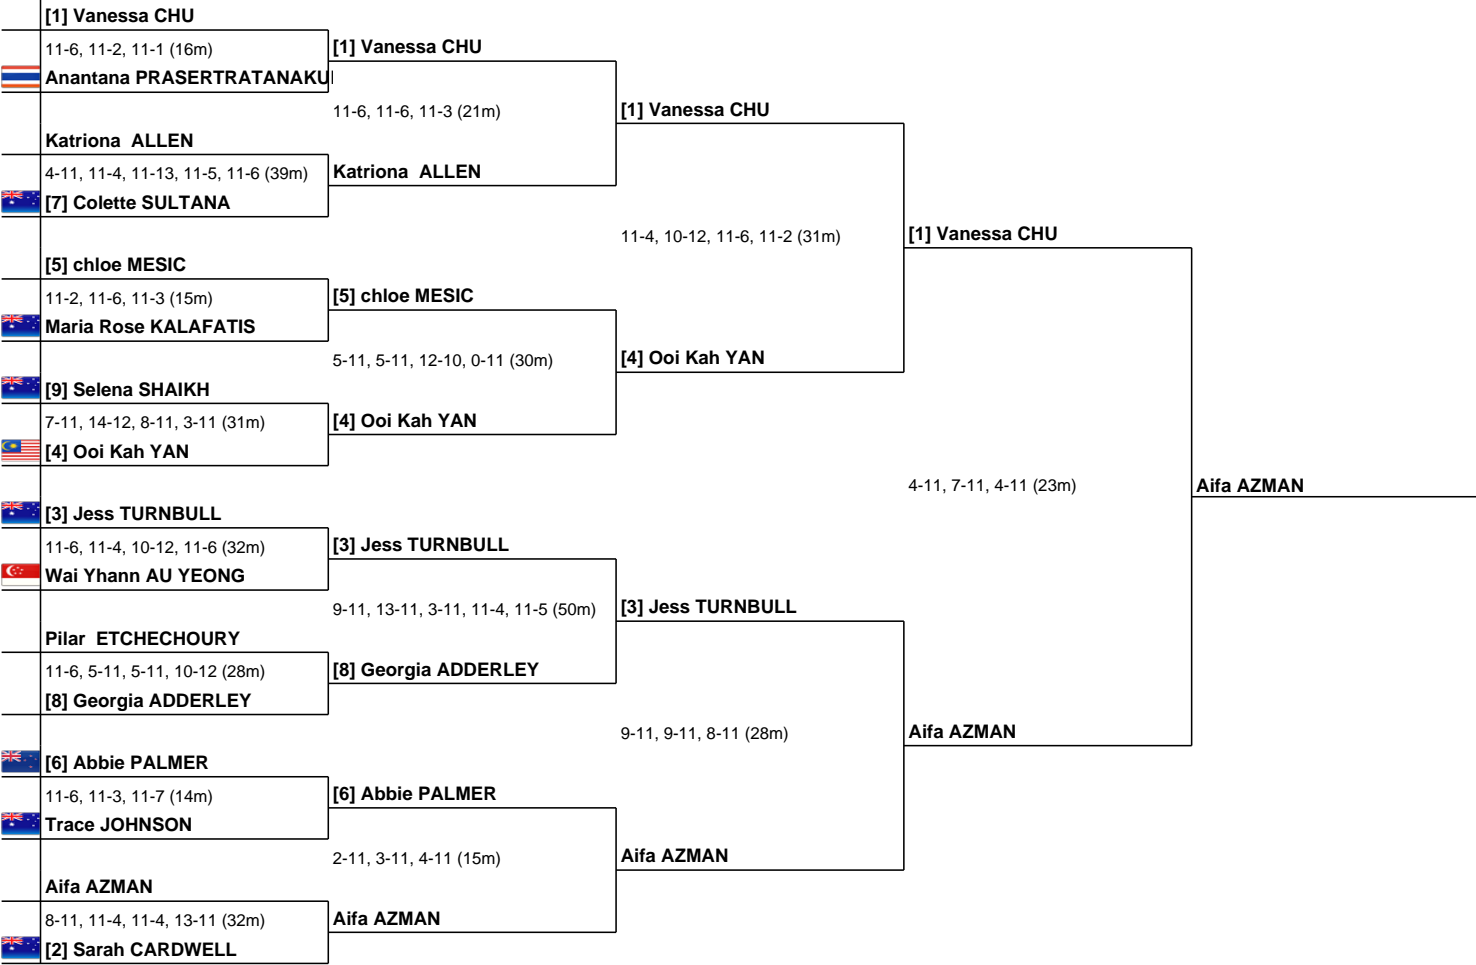 [1] Vanessa CHU
11-6, 11-2, 11-1 (16m)
[1] Vanessa CHU
Anantana PRASERTRATANAKU
11-6, 11-6, 11-3 (21m)
[1] Vanessa CHU
Katriona ALLEN
4-11, 11-4, 11-13, 11-5, 11-6 (39m)
Katriona ALLEN
[7] Colette SULTANA
11-4, 10-12, 11-6, 11-2 (31m)
[1] Vanessa CHU
[5] chloe MESIC
11-2, 11-6, 11-3 (15m)
[5] chloe MESIC
Maria Rose KALAFATIS
5-11, 5-11, 12-10, 0-11 (30m)
[4] Ooi Kah YAN
[9] Selena SHAIKH
7-11, 14-12, 8-11, 3-11 (31m)
[4] Ooi Kah YAN
[4] Ooi Kah YAN
4-11, 7-11, 4-11 (23m)
Aifa AZMAN
[3] Jess TURNBULL
11-6, 11-4, 10-12, 11-6 (32m)
[3] Jess TURNBULL
Wai Yhann AU YEONG
9-11, 13-11, 3-11, 11-4, 11-5 (50m)
[3] Jess TURNBULL
Pilar ETCHECHOURY
11-6, 5-11, 5-11, 10-12 (28m)
[8] Georgia ADDERLEY
[8] Georgia ADDERLEY
9-11, 9-11, 8-11 (28m)
Aifa AZMAN
[6] Abbie PALMER
11-6, 11-3, 11-7 (14m)
[6] Abbie PALMER
Trace JOHNSON
2-11, 3-11, 4-11 (15m)
Aifa AZMAN
Aifa AZMAN
8-11, 11-4, 11-4, 13-11 (32m)
Aifa AZMAN
[2] Sarah CARDWELL